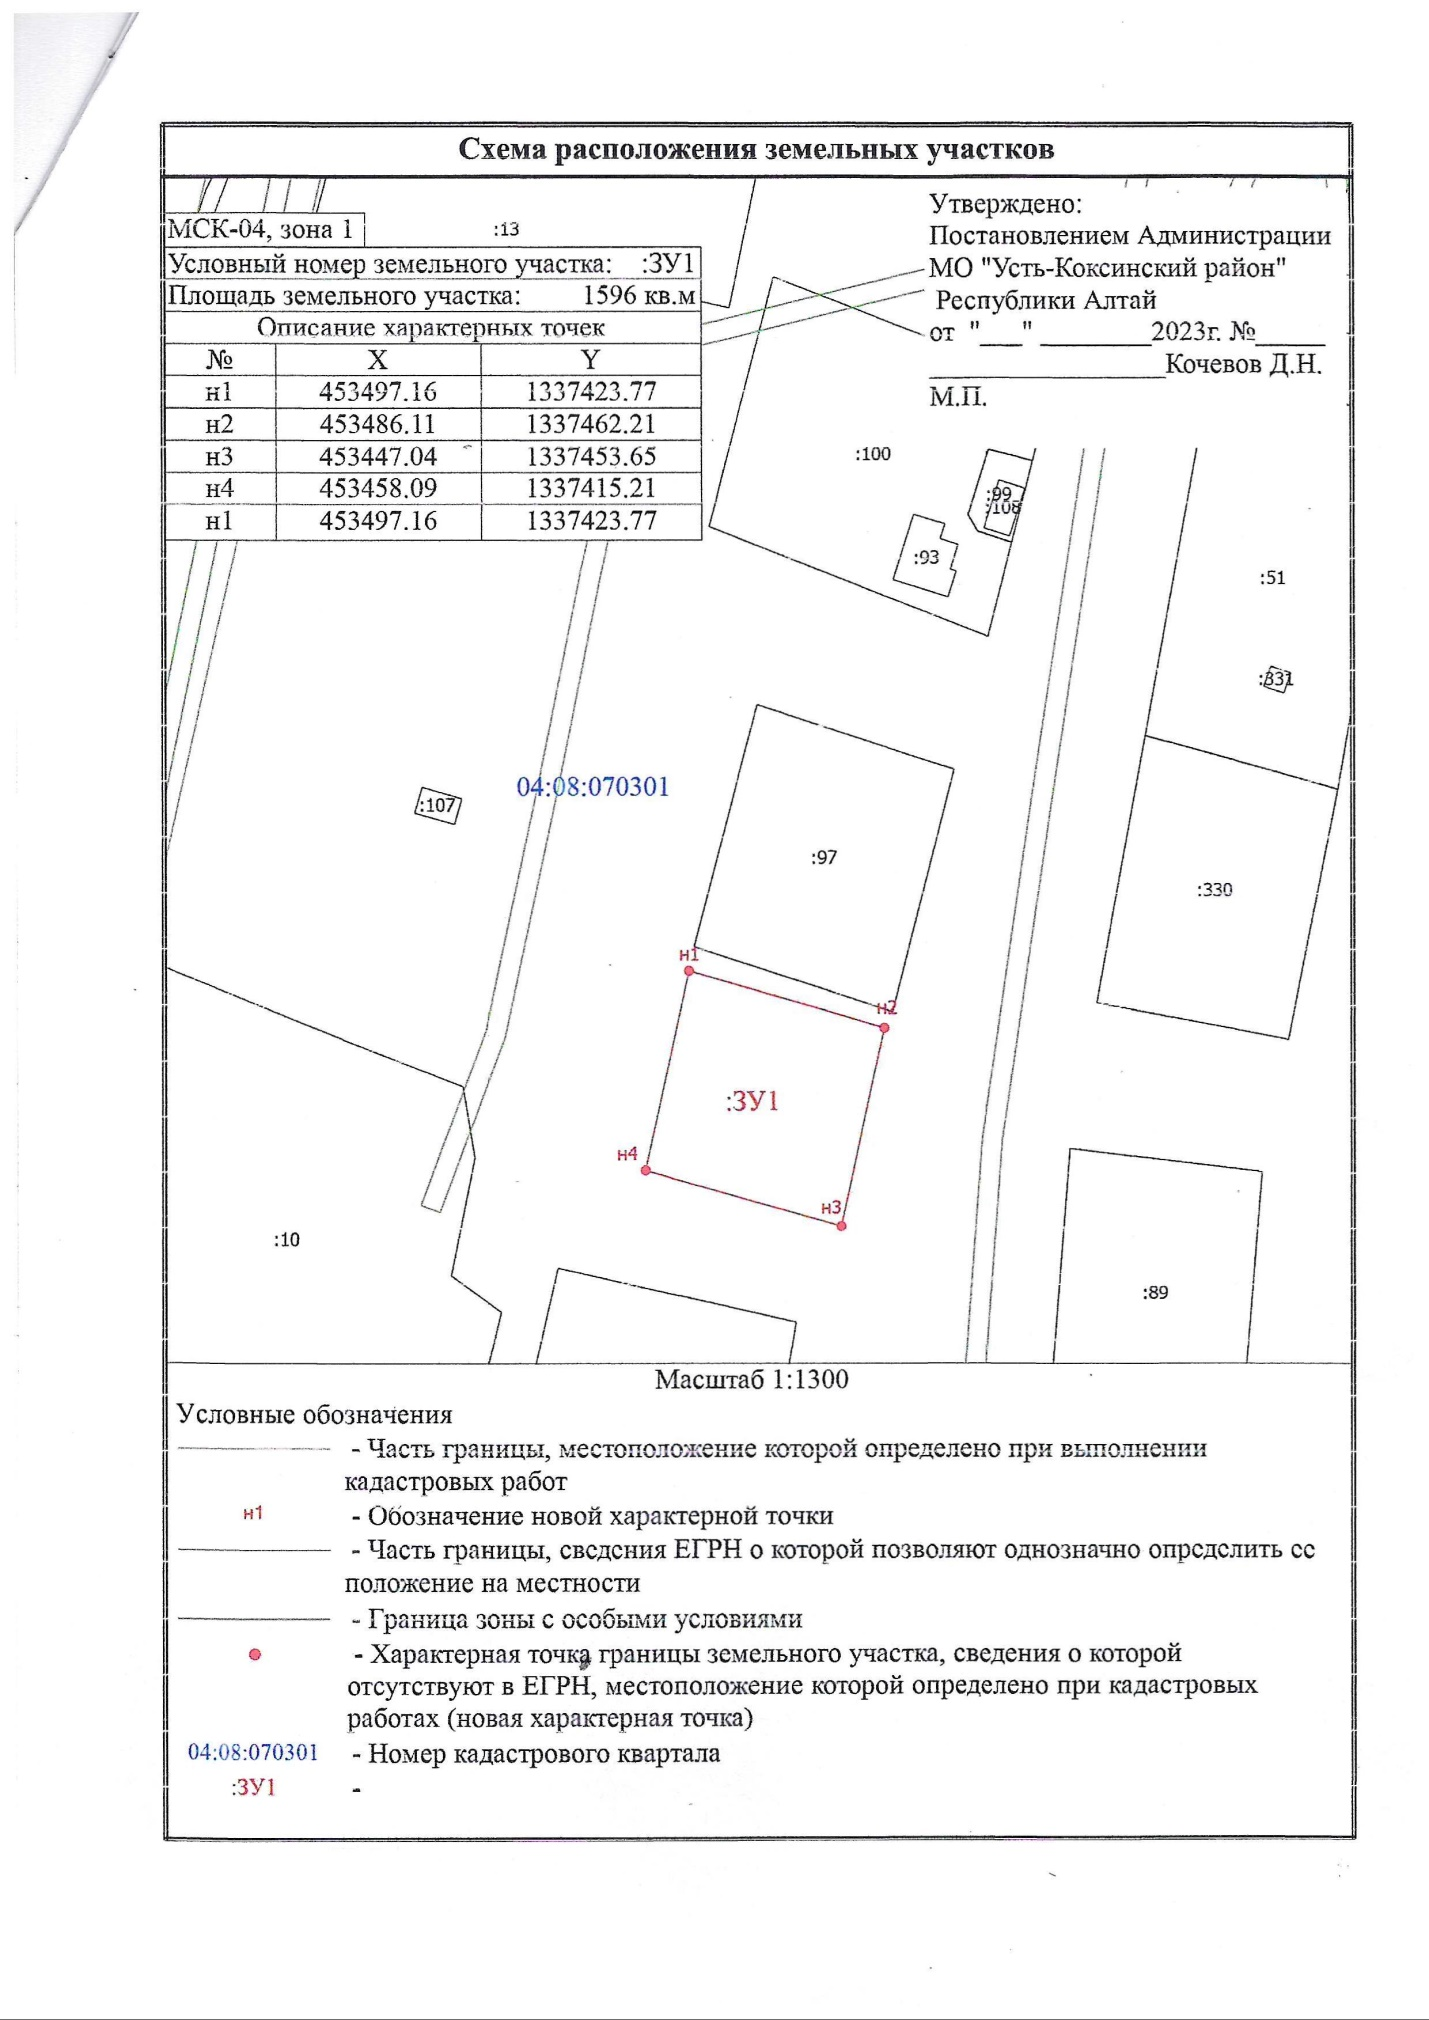 Схема расположения земельных участков
МСК-04, зона 1
:13
Условный номер земельного участка: :ЗУ1
Площадь земельного участка: 1596 кв.м
Описание характерных точек
№ X Y
н1 453497.16 1337423.77
н2 453486.11 1337462.21
н3 453447.04 1337453.65
н4 453458.09 1337415.21
н1 453497.16 1337423.77
Утверждено:
Постановлением Администрации
МО "Усть-Коксинский район"
Республики Алтай
от "___" ________2023г. №_____
_________________Кочевов Д.Н.
М.П.
:100
:99
:108
:93
:51
:331
04:08:070301
:107
:97
:330
н1
н2
:ЗУ1
н4
н3
:10
:89
Масштаб 1:1300
Условные обозначения
- Часть границы, местоположение которой определено при выполнении
кадастровых работ
н1 - Обозначение новой характерной точки
- Часть границы, сведения ЕГРН о которой позволяют однозначно определить ее
положение на местности
- Граница зоны с особыми условиями
- Характерная точка границы земельного участка, сведения о которой
отсутствуют в ЕГРН, местоположение которой определено при кадастровых
работах (новая характерная точка)
04:08:070301 - Номер кадастрового квартала
:ЗУ1 -